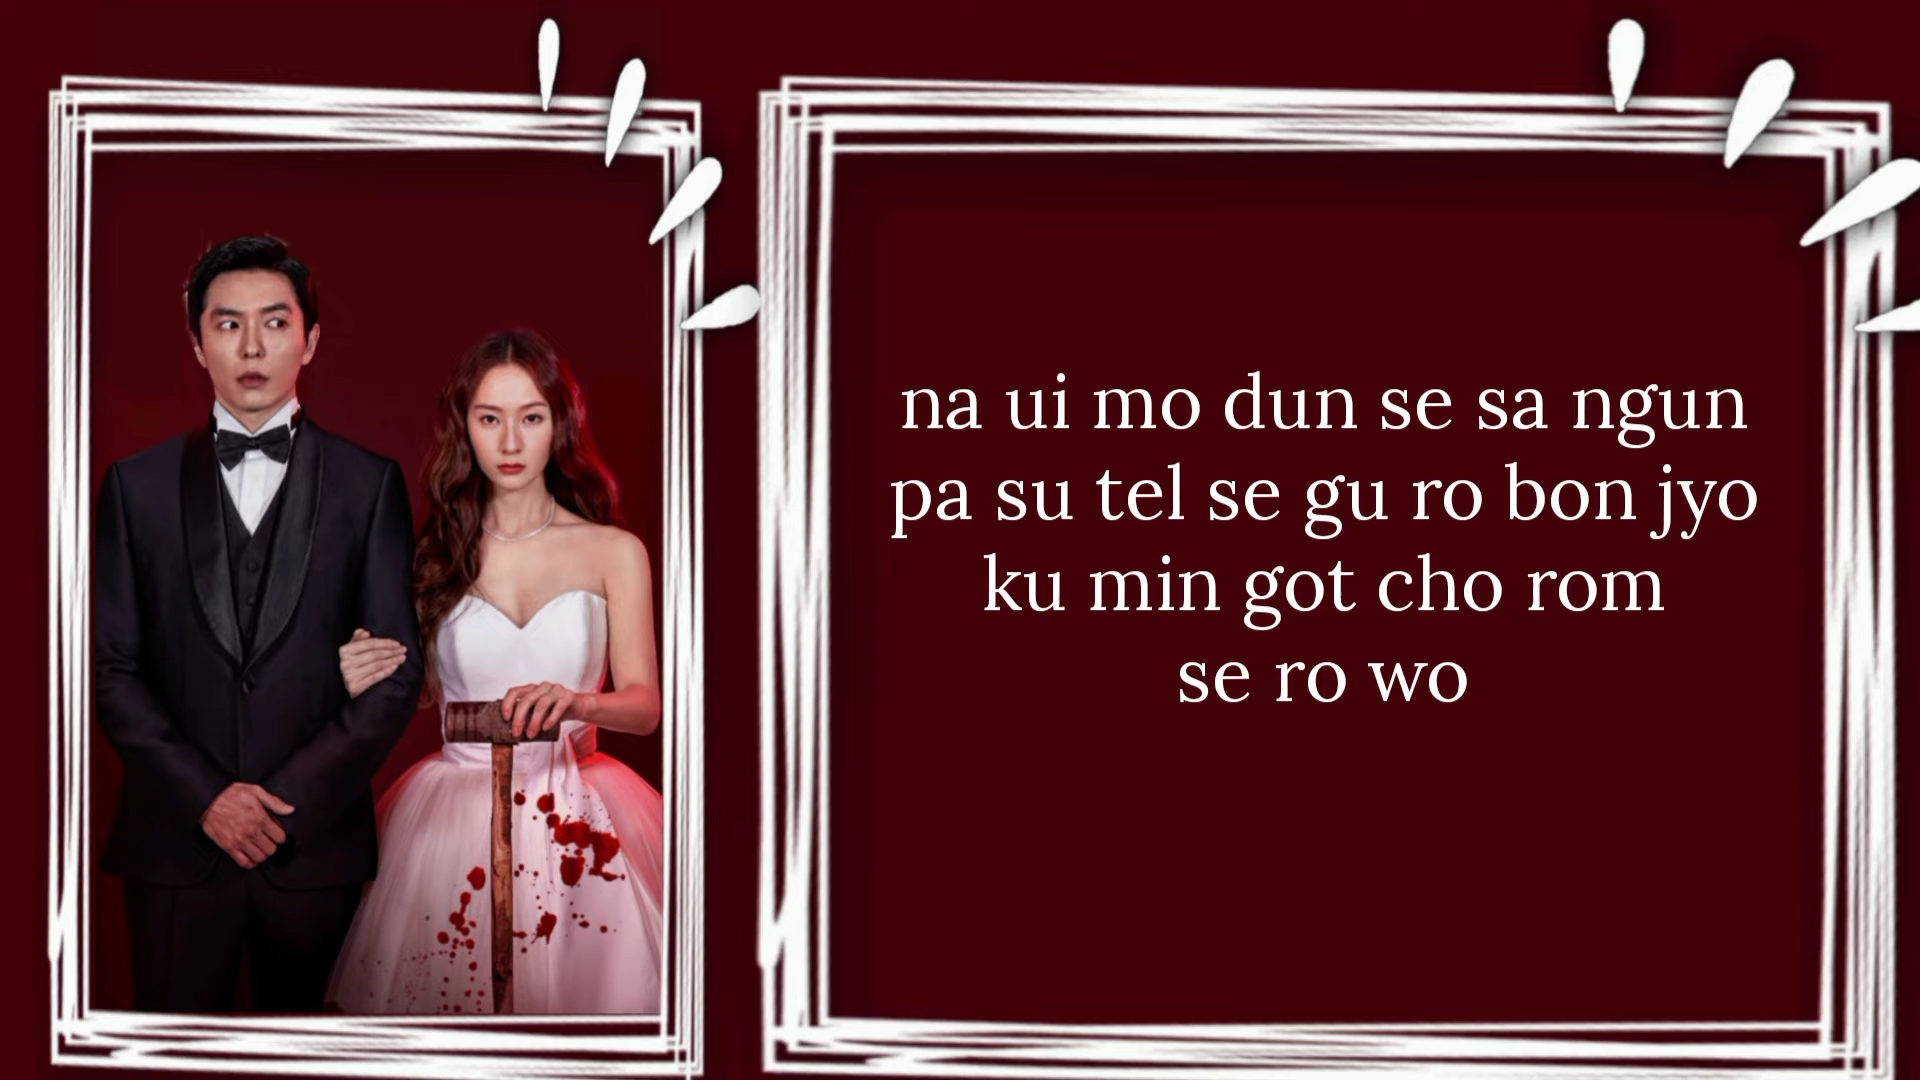 na ui mo dun se sa ngun
pa su tel se gu ro bon jyo
ku min got cho rom
se ro wo